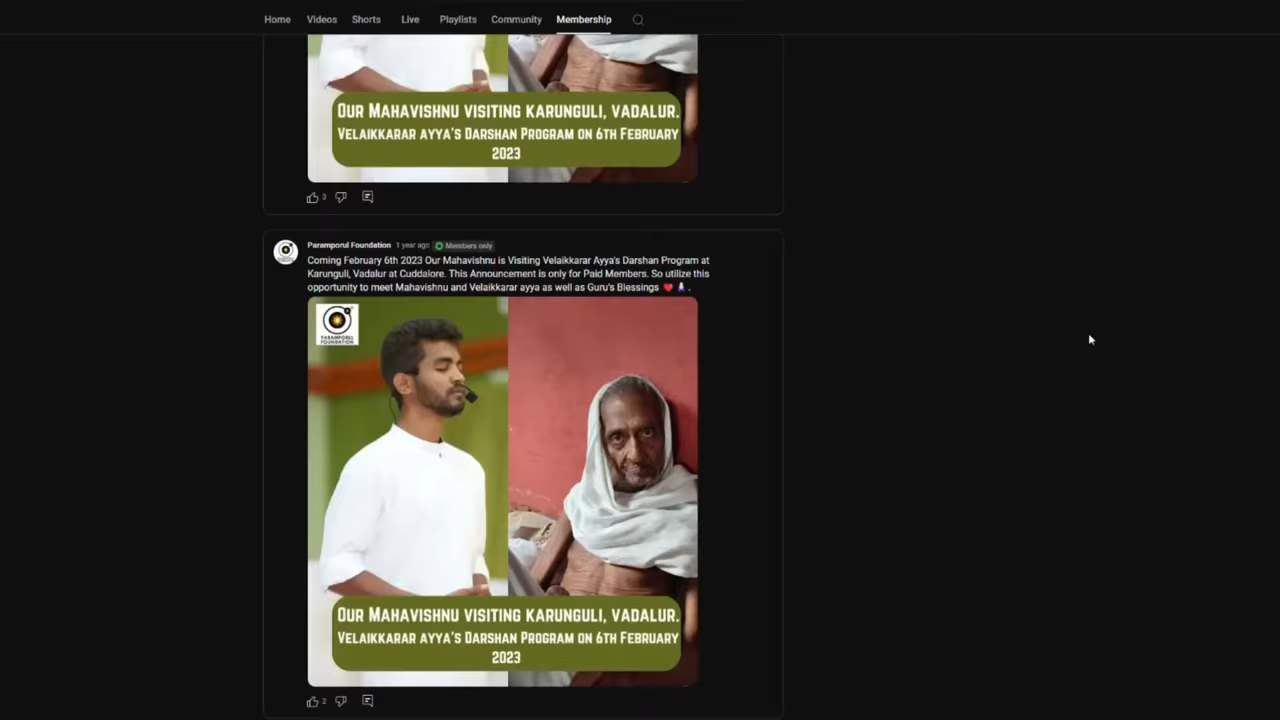 Home Videos Shorts Live Playlists Community Membership
OUR MAHAVISHNU VISITING KARUNGULI, VADALUR.
VELAIKKARAR AYYA'S DARSHAN PROGRAM ON 6TH FEBRUARY
2023
3
Paramporul Foundation 1 year ago Members only
Coming February 6th 2023 Our Mahavishnu is Visiting Velaikkarar Ayya's Darshan Program at
Karunguli, Vadalur at Cuddalore. This Announcement is only for Paid Members. So utilize this
opportunity to meet Mahavishnu and Velaikkarar ayya as well as Guru's Blessings ❤️ .
PARAMPORUL
FOUNDATION
OUR MAHAVISHNU VISITING KARUNGULI, VADALUR.
VELAIKKARAR AYYA'S DARSHAN PROGRAM ON 6TH FEBRUARY
2023
2